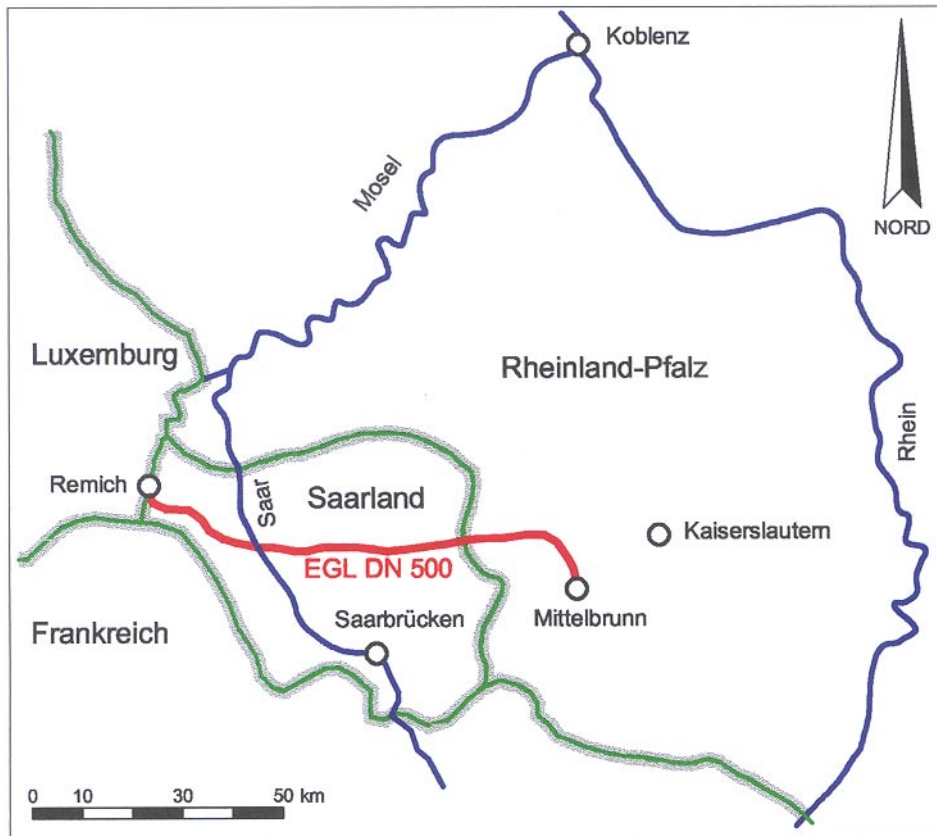 Koblenz
Mosel
NORD
Luxemburg
Rheinland-Pfalz
Rhein
Remich
Saar
Saarland
Kaiserslautern
EGL DN 500
Mittelbrunn
Saarbrücken
Frankreich
0 10 20 30 50 km